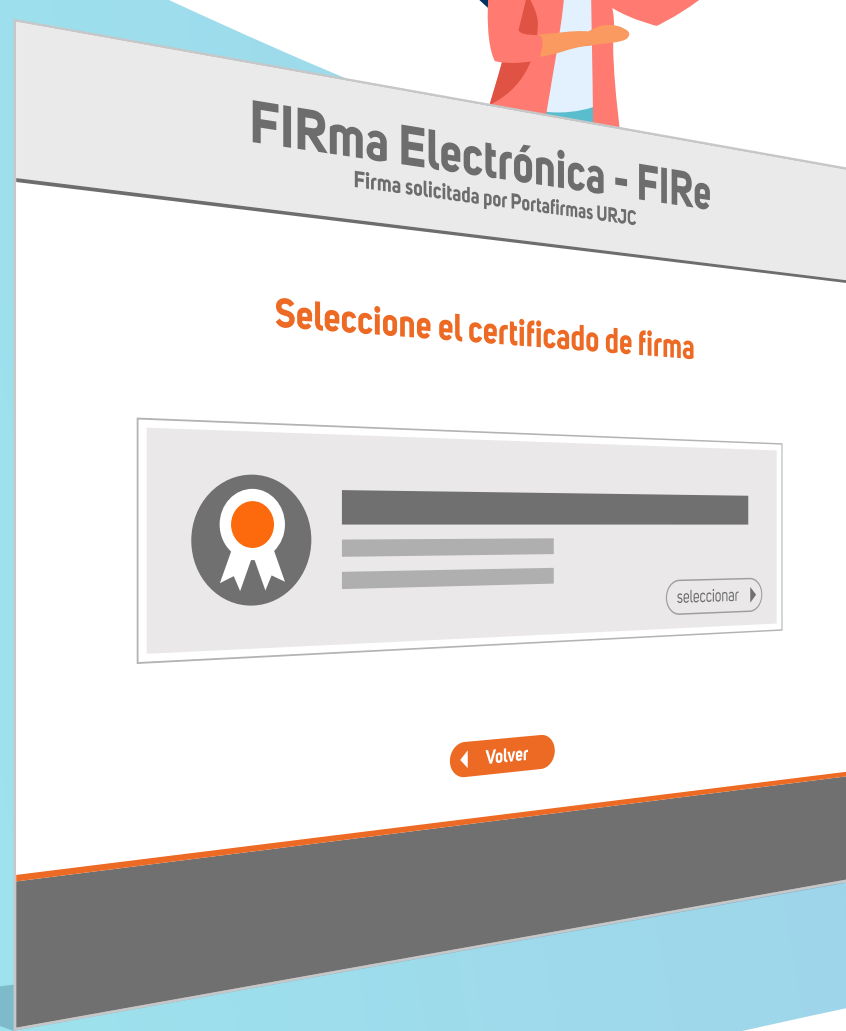 FIRma Electrónica - FIRe
Firma solicitada por Portafirmas URJC
Seleccione el certificado de firma
seleccionar
Volver